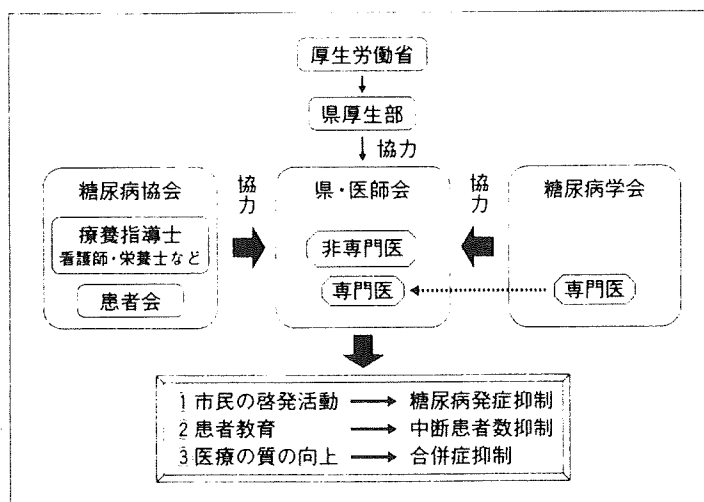 厚生労働省
県厚生部
協力
糖尿病協会
療養指導士
看護師・栄養士など
患者会
協力
県・医師会
非専門医
専門医
協力
糖尿病学会
専門医
1 市民の啓発活動 → 糖尿病発症抑制
2 患者教育 → 中断患者数抑制
3 医療の質の向上 → 合併症抑制